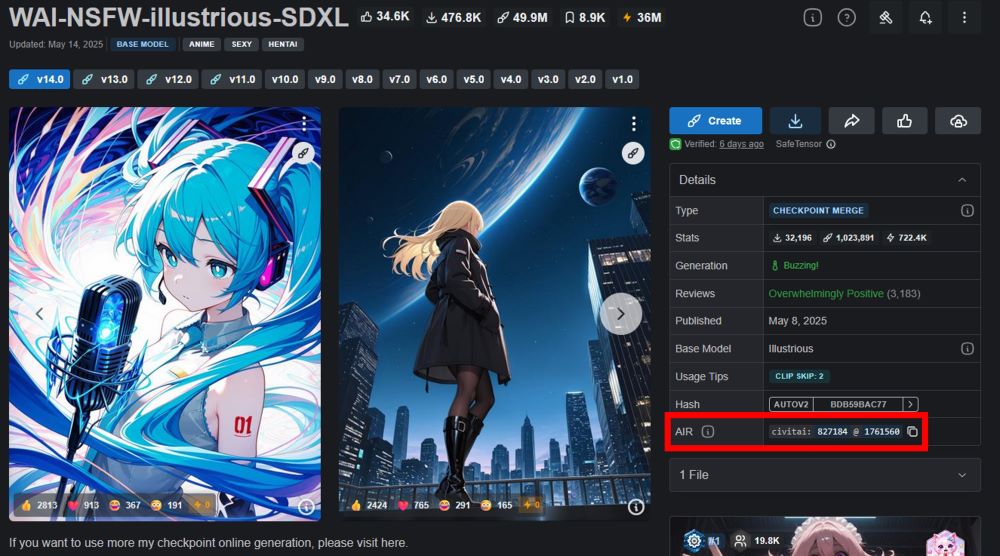 WAI-NSFW-illustrious-SDXL 34.6K 476.8K 49.9M 8.9K 36M
Updated: May 14, 2025 BASE MODEL ANIME SEXY HENTAI
v14.0 v13.0 v12.0 v11.0 v10.0 v9.0 v8.0 v7.0 v6.0 v5.0 v4.0 v3.0 v2.0 v1.0
Create
Verified: 6 days ago SafeTensor
Details
Type CHECKPOINT MERGE
Stats 32,196 1,023,891 722.4K
Generation Buzzing!
Reviews Overwhelmingly Positive (3,183)
Published May 8, 2025
Base Model Illustrious
Usage Tips CLIP SKIP: 2
Hash AUTOV2 BDB59BAC77
AIR civitai: 827184 @ 1761560
1 File
01
2813 913 367 191 0
2424 765 291 165 0
If you want to use more my checkpoint online generation, please visit here.
#1 19.8K